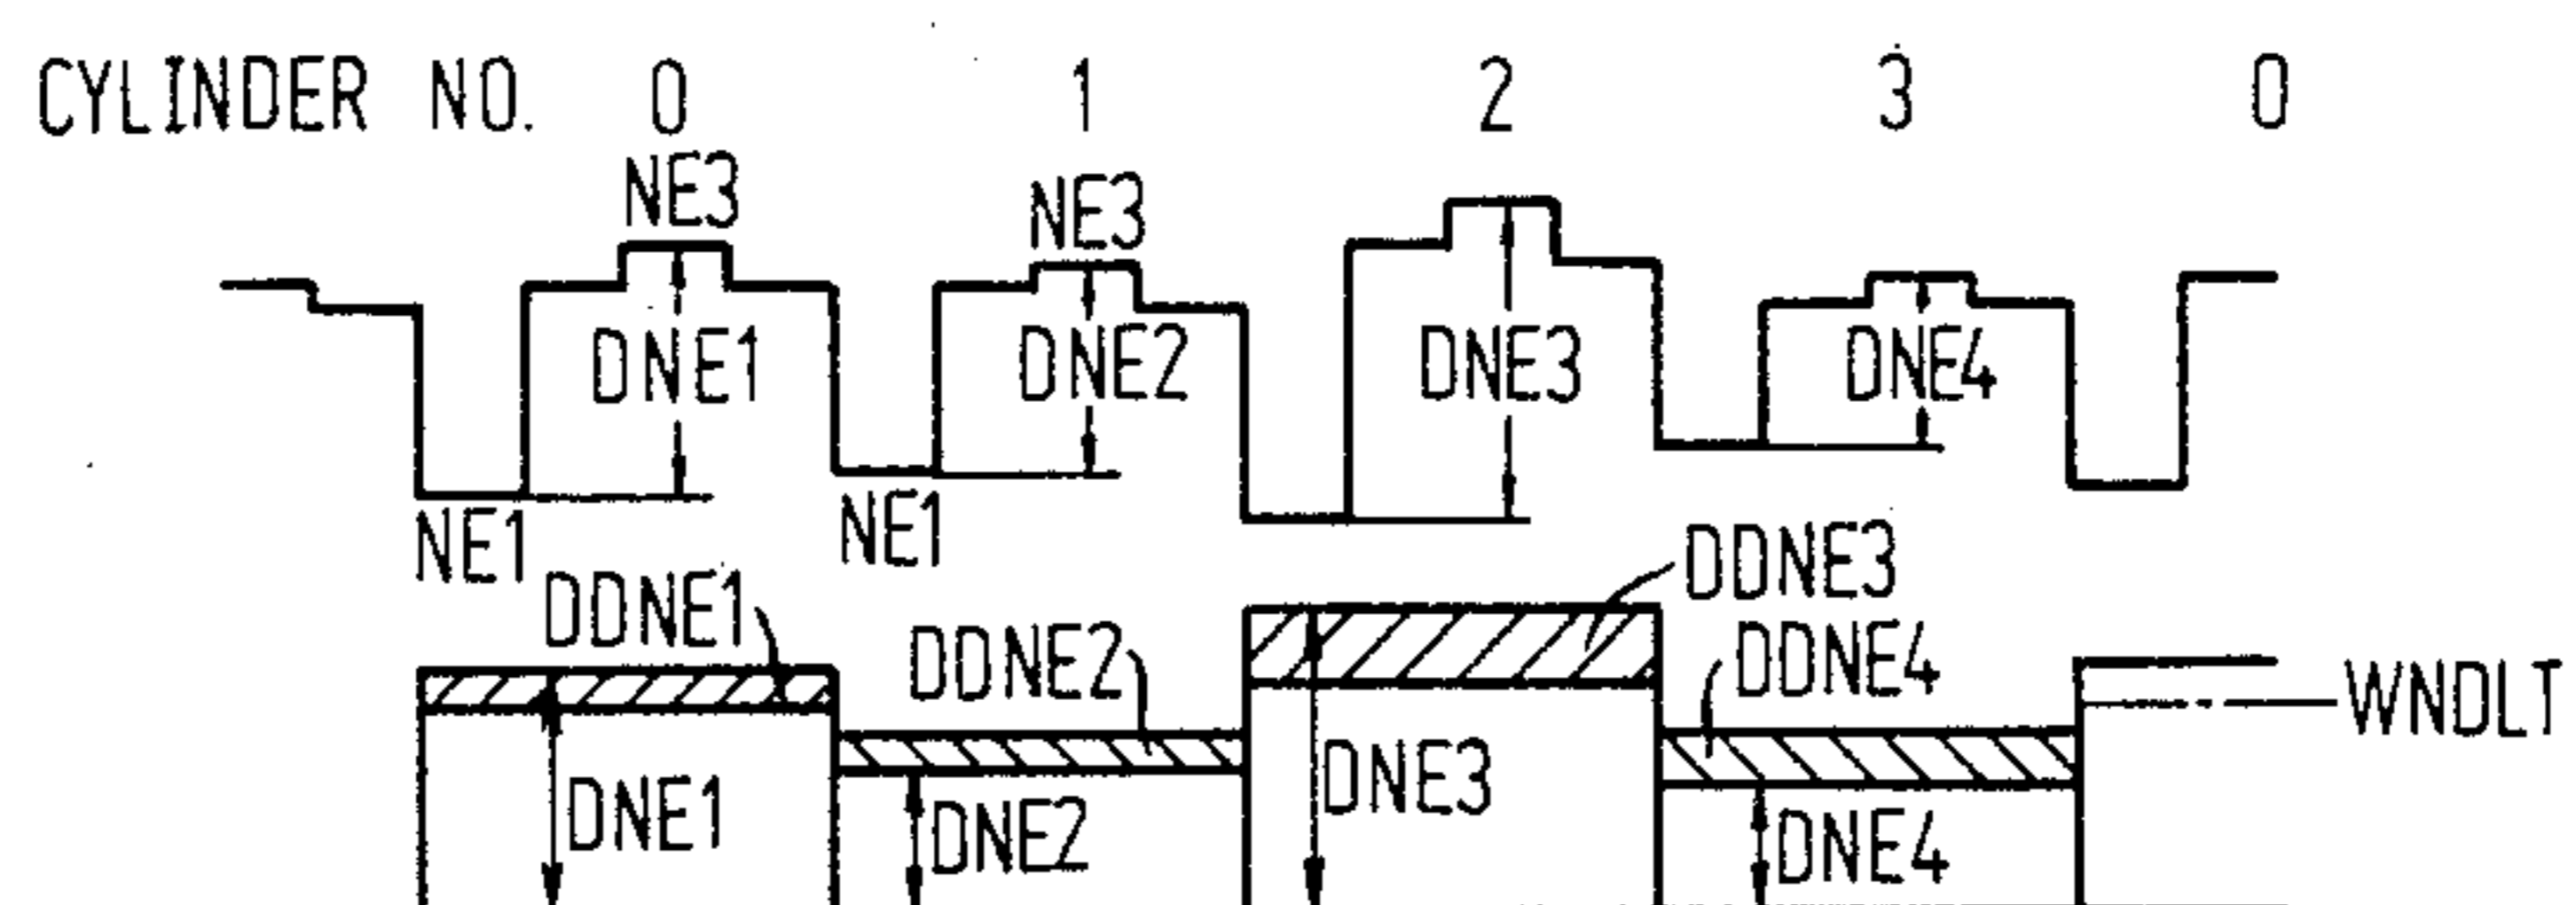 CYLINDER NO. 0 1 2 3 0
NE3 NE3
DNE1 DNE2 DNE3 DNE4
NE1 NE1
DDNE1 DDNE2 DDNE3
DDNE4
WNDLT
DNE1 DNE2 DNE3 DNE4